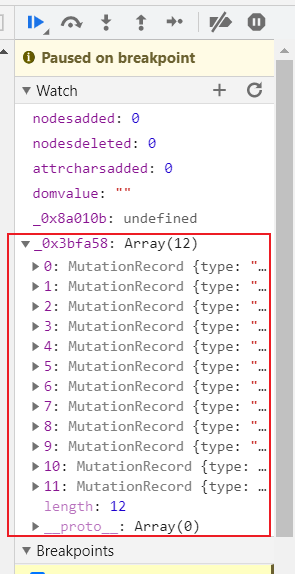 Paused on breakpoint
Watch
nodesadded: 0
nodesdeleted: 0
attrcharsadded: 0
domvalue: ""
_0x8a010b: undefined
_0x3bfa58: Array(12)
0: MutationRecord {type: "…
1: MutationRecord {type: "…
2: MutationRecord {type: "…
3: MutationRecord {type: "…
4: MutationRecord {type: "…
5: MutationRecord {type: "…
6: MutationRecord {type: "…
7: MutationRecord {type: "…
8: MutationRecord {type: "…
9: MutationRecord {type: "…
10: MutationRecord {type: "…
11: MutationRecord {type: "…
length: 12
__proto__: Array(0)
Breakpoints